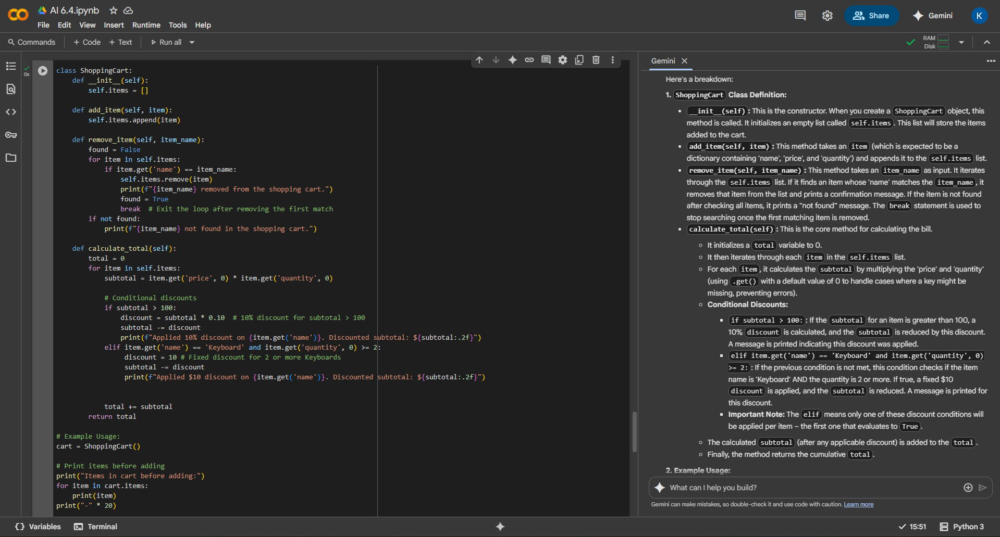 AI 6.4.ipynb
File Edit View Insert Runtime Tools Help
Share
Gemini
K
Commands + Code + Text Run all
RAM
Disk
0s
class ShoppingCart:
    def __init__(self):
        self.items = []

    def add_item(self, item):
        self.items.append(item)

    def remove_item(self, item_name):
        found = False
        for item in self.items:
            if item.get('name') == item_name:
                self.items.remove(item)
                print(f"{item_name} removed from the shopping cart.")
                found = True
                break  # Exit the loop after removing the first match
        if not found:
            print(f"{item_name} not found in the shopping cart.")

    def calculate_total(self):
        total = 0
        for item in self.items:
            subtotal = item.get('price', 0) * item.get('quantity', 0)

            # Conditional discounts
            if subtotal > 100:
                discount = subtotal * 0.10  # 10% discount for subtotal > 100
                subtotal -= discount
                print(f"Applied 10% discount on {item.get('name')}. Discounted subtotal: ${subtotal:.2f}")
            elif item.get('name') == 'Keyboard' and item.get('quantity', 0) >= 2:
                 discount = 10 # Fixed discount for 2 or more Keyboards
                 subtotal -= discount
                 print(f"Applied $10 discount on {item.get('name')}. Discounted subtotal: ${subtotal:.2f}")


            total += subtotal
        return total

# Example Usage:
cart = ShoppingCart()

# Print items before adding
print("Items in cart before adding:")
for item in cart.items:
    print(item)
print("-" * 20)
Gemini
Here's a breakdown:
1. ShoppingCart Class Definition:
• __init__(self): This is the constructor. When you create a ShoppingCart object, this
method is called. It initializes an empty list called self.items. This list will store the items
added to the cart.
• add_item(self, item): This method takes an item (which is expected to be a
dictionary containing 'name', 'price', and 'quantity') and appends it to the self.items list.
• remove_item(self, item_name): This method takes an item_name as input. It iterates
through the self.items list. If it finds an item whose 'name' matches the item_name, it
removes that item from the list and prints a confirmation message. If the item is not found
after checking all items, it prints a "not found" message. The break statement is used to
stop searching once the first matching item is removed.
• calculate_total(self): This is the core method for calculating the bill.
It initializes a total variable to 0.
It then iterates through each item in the self.items list.
For each item, it calculates the subtotal by multiplying the 'price' and 'quantity'
(using .get() with a default value of 0 to handle cases where a key might be
missing, preventing errors).
Conditional Discounts:
if subtotal > 100:: If the subtotal for an item is greater than 100, a
10% discount is calculated, and the subtotal is reduced by this discount.
A message is printed indicating this discount was applied.
elif item.get('name') == 'Keyboard' and item.get('quantity', 0)
>= 2:: If the previous condition is not met, this condition checks if the item
name is 'Keyboard' AND the quantity is 2 or more. If true, a fixed $10
discount is applied, and the subtotal is reduced. A message is printed for
this discount.
Important Note: The elif means only one of these discount conditions will
be applied per item – the first one that evaluates to True.
The calculated subtotal (after any applicable discount) is added to the total.
Finally, the method returns the cumulative total.
2. Example Usage:
What can I help you build?
Gemini can make mistakes, so double-check it and use code with caution. Learn more
Variables Terminal
15:51 Python 3